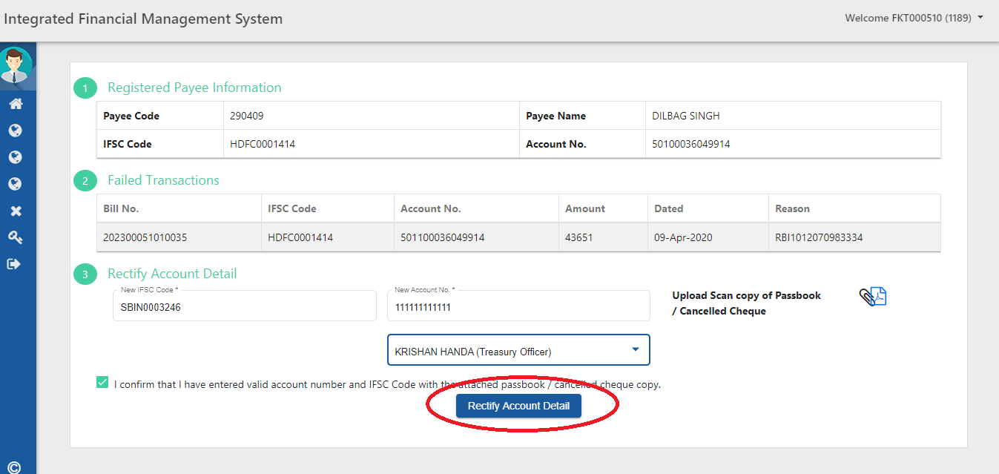 Integrated Financial Management System
Welcome FKT000510 (1189)
1 Registered Payee Information
Payee Code 290409 Payee Name DILBAG SINGH
IFSC Code HDFC0001414 Account No. 50100036049914
2 Failed Transactions
Bill No. IFSC Code Account No. Amount Dated Reason
202300051010035 HDFC0001414 501100036049914 43651 09-Apr-2020 RBI1012070983334
3 Rectify Account Detail
New IFSC Code * New Account No. *
SBIN0003246 111111111111
Upload Scan copy of Passbook
/ Cancelled Cheque
KRISHAN HANDA (Treasury Officer)
I confirm that I have entered valid account number and IFSC Code with the attached passbook / cancelled cheque copy.
Rectify Account Detail
©